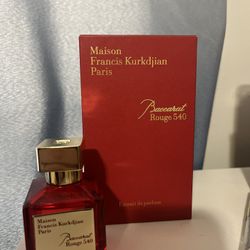 Maison
Francis Kurkdjian
Paris
Baccarat
Rouge 540
Extrait de parfum
Maison
Francis Kurkdjian
Paris
Baccarat
Rouge 540